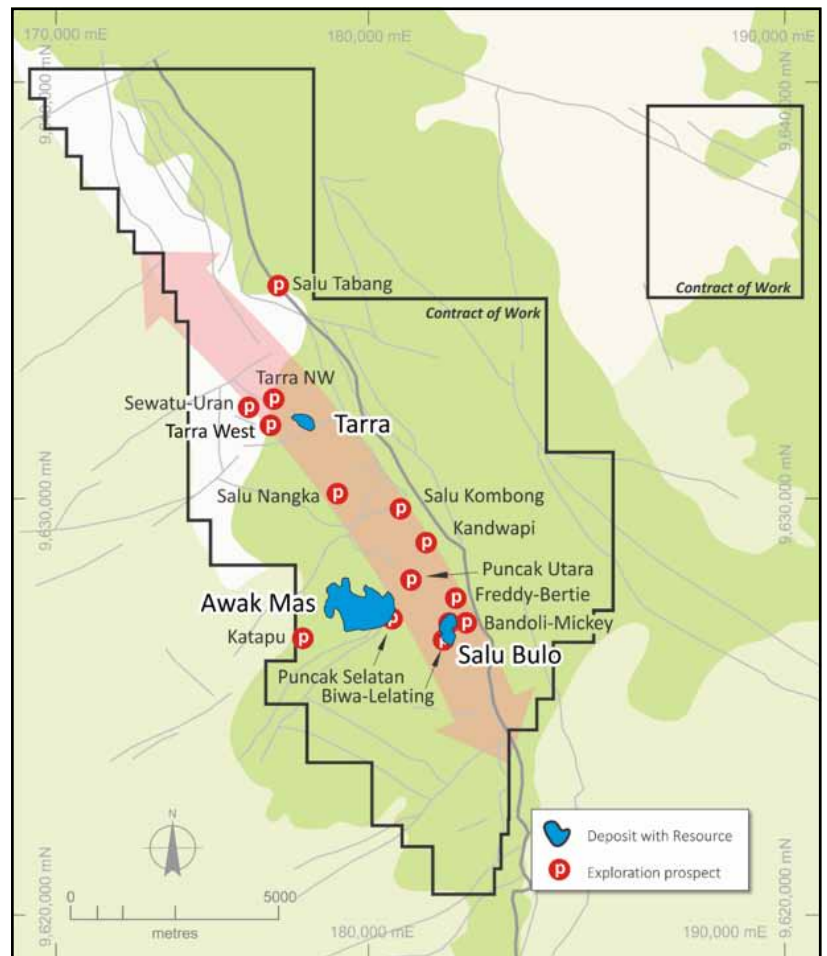 170,000 mE
180,000 mE
190,000 mE
9,640,000 mN
9,640,000 mN
Contract of Work
p Salu Tabang
Contract of Work
Tarra NW
p
Sewatu-Uran p
Tarra West p
Tarra
9,630,000 mN
9,630,000 mN
Salu Nangka p
p Salu Kombong
p Kandwapi
p Puncak Utara
p Freddy-Bertie
Awak Mas
p
p Bandoli-Mickey
p
Katapu p
p
Salu Bulo
Puncak Selatan
Biwa-Lelating
N
Deposit with Resource
p Exploration prospect
0 5000
metres
9,620,000 mN
9,620,000 mN
180,000 mE
190,000 mE